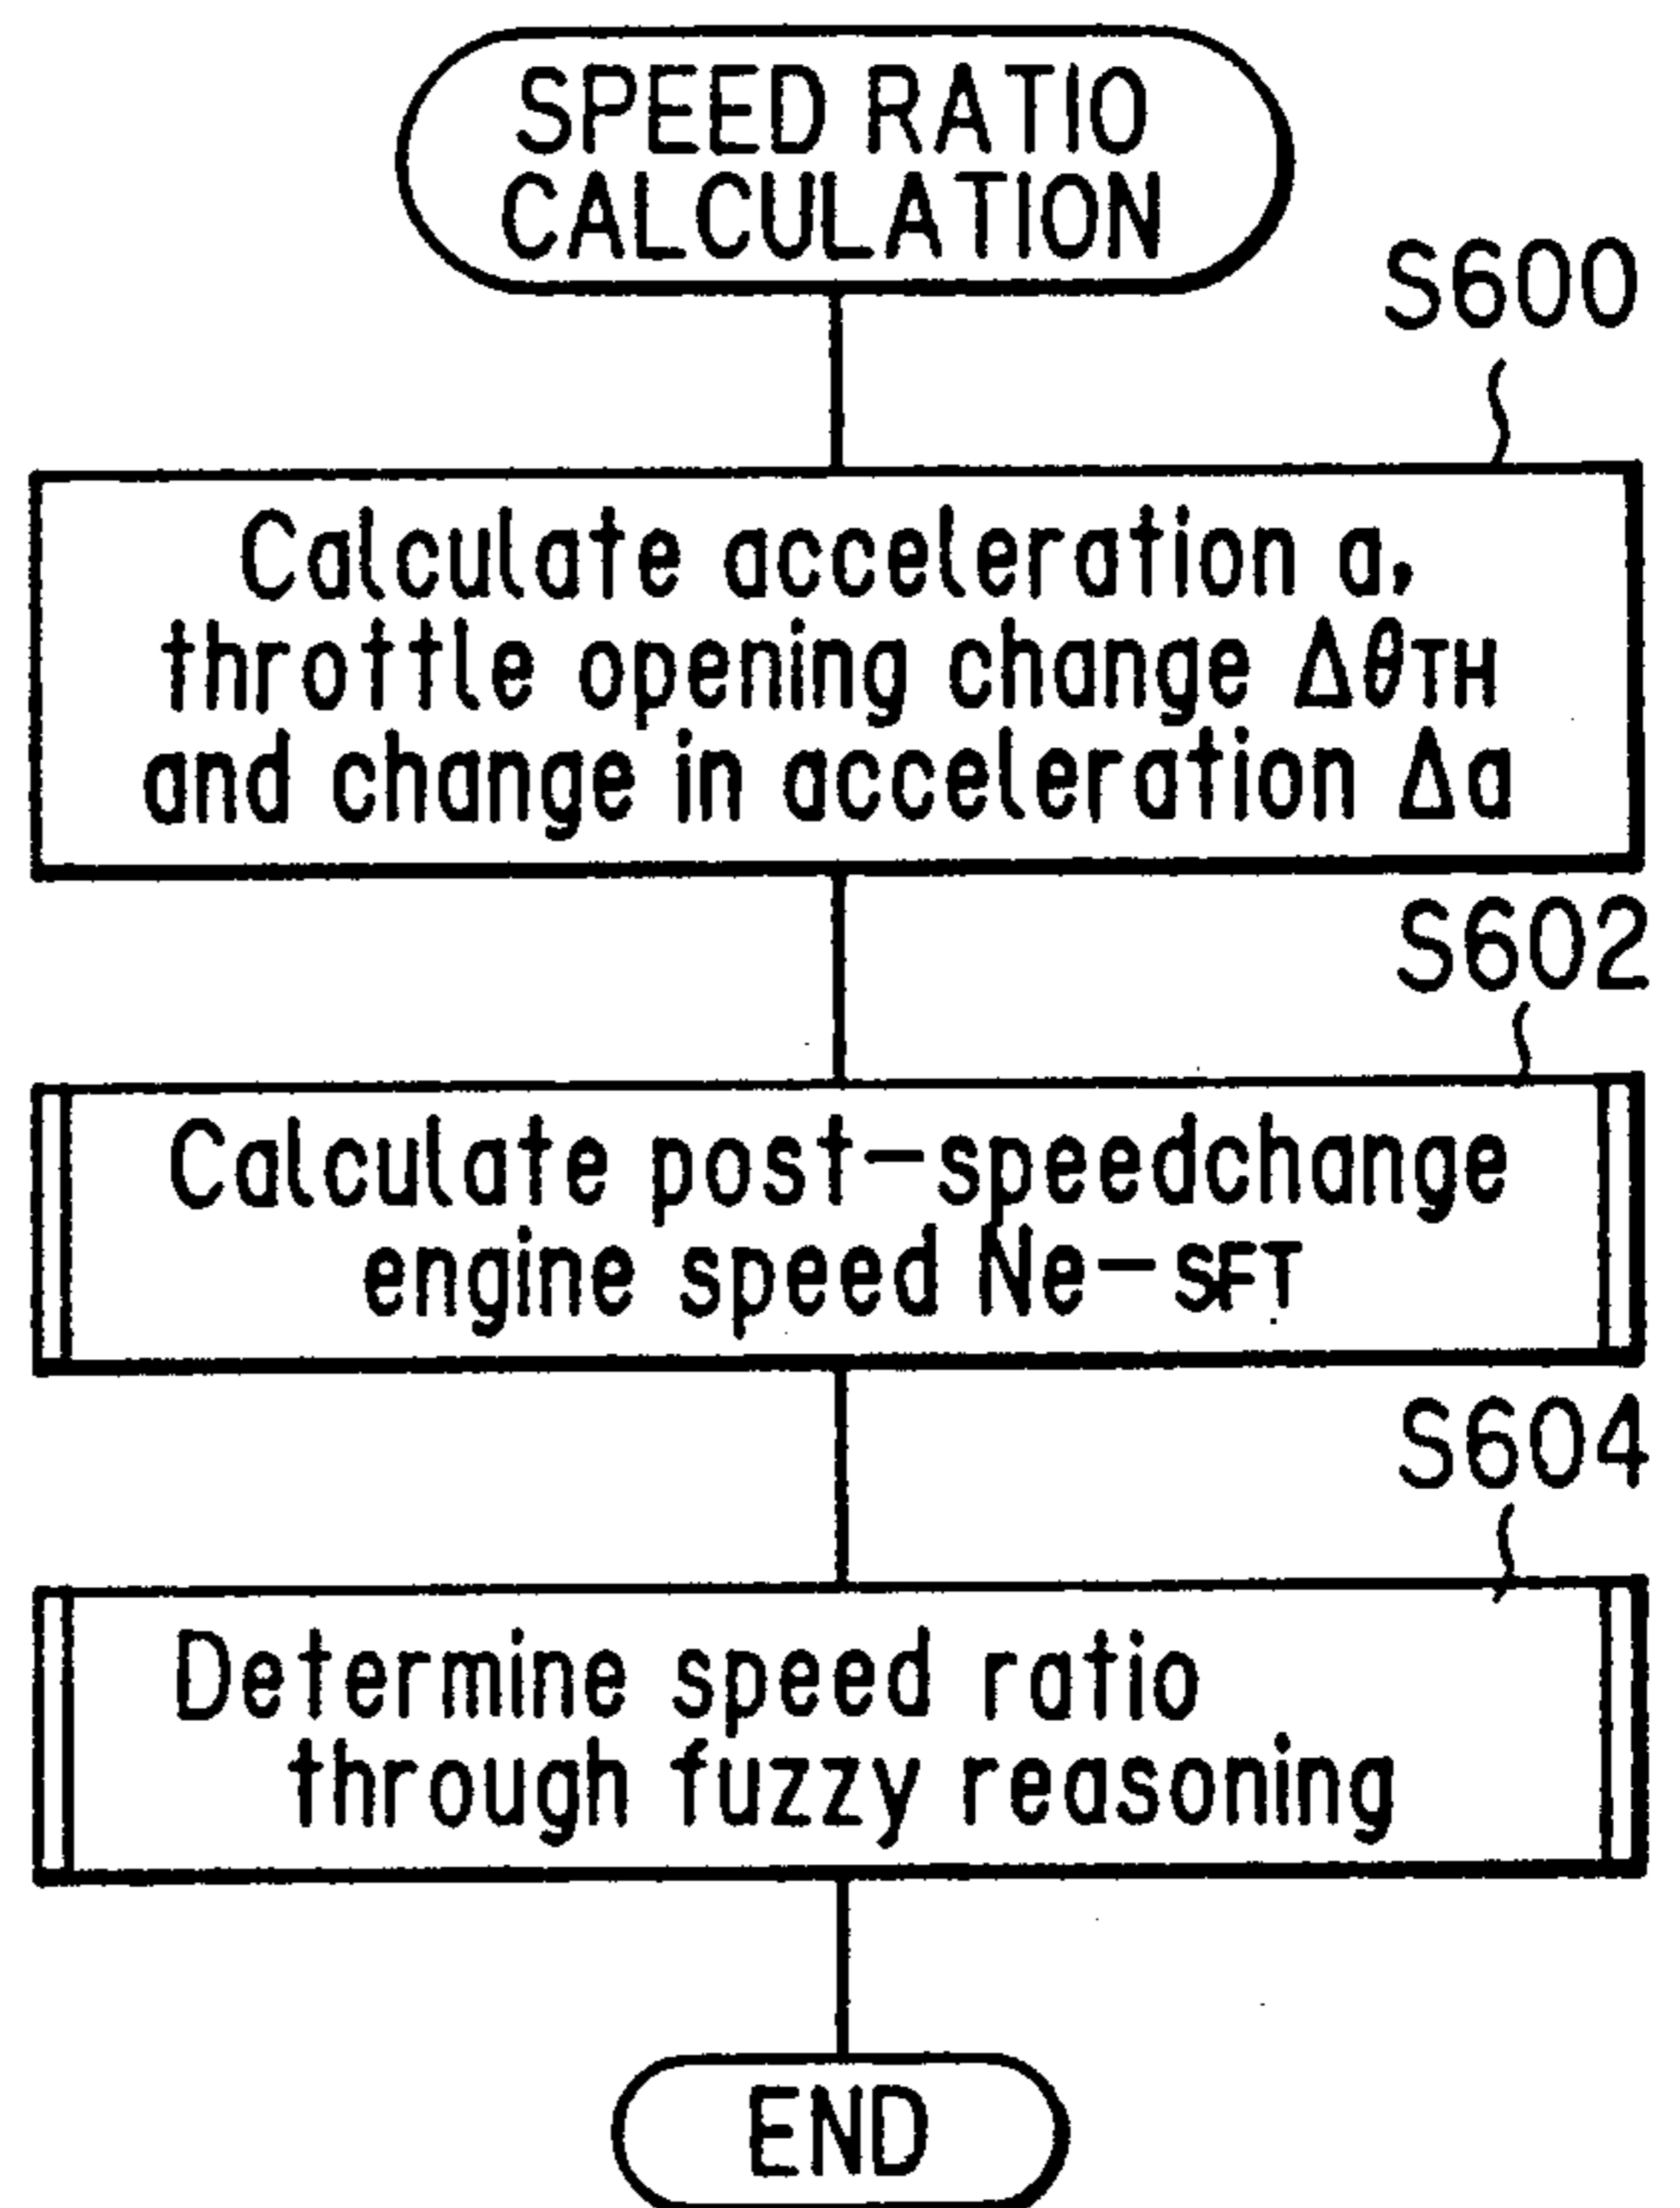 SPEED RATIO
CALCULATION
S600
Calculate acceleration a,
throttle opening change ΔθTH
and change in acceleration Δa
S602
Calculate post-speedchange
engine speed Ne-SFT
S604
Determine speed ratio
through fuzzy reasoning
END